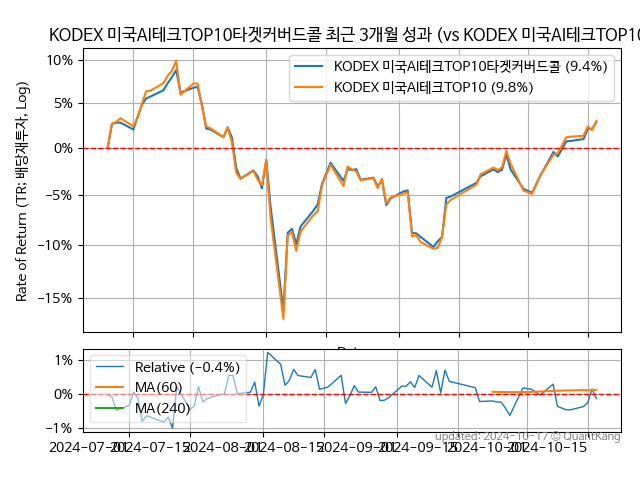 KODEX 미국AI테크TOP10타겟커버드콜 최근 3개월 성과 (vs KODEX 미국AI테크TOP10
10%
5%
0%
−5%
−10%
−15%
Rate of Return (TR: 배당재투자, Log)
KODEX 미국AI테크TOP10타겟커버드콜 (9.4%)
KODEX 미국AI테크TOP10 (9.8%)
1%
0%
−1%
Relative (−0.4%)
MA(60)
MA(240)
2024-07-15
2024-08-15
2024-09-15
2024-10-15
updated: 2024-10-17 © QuantKang